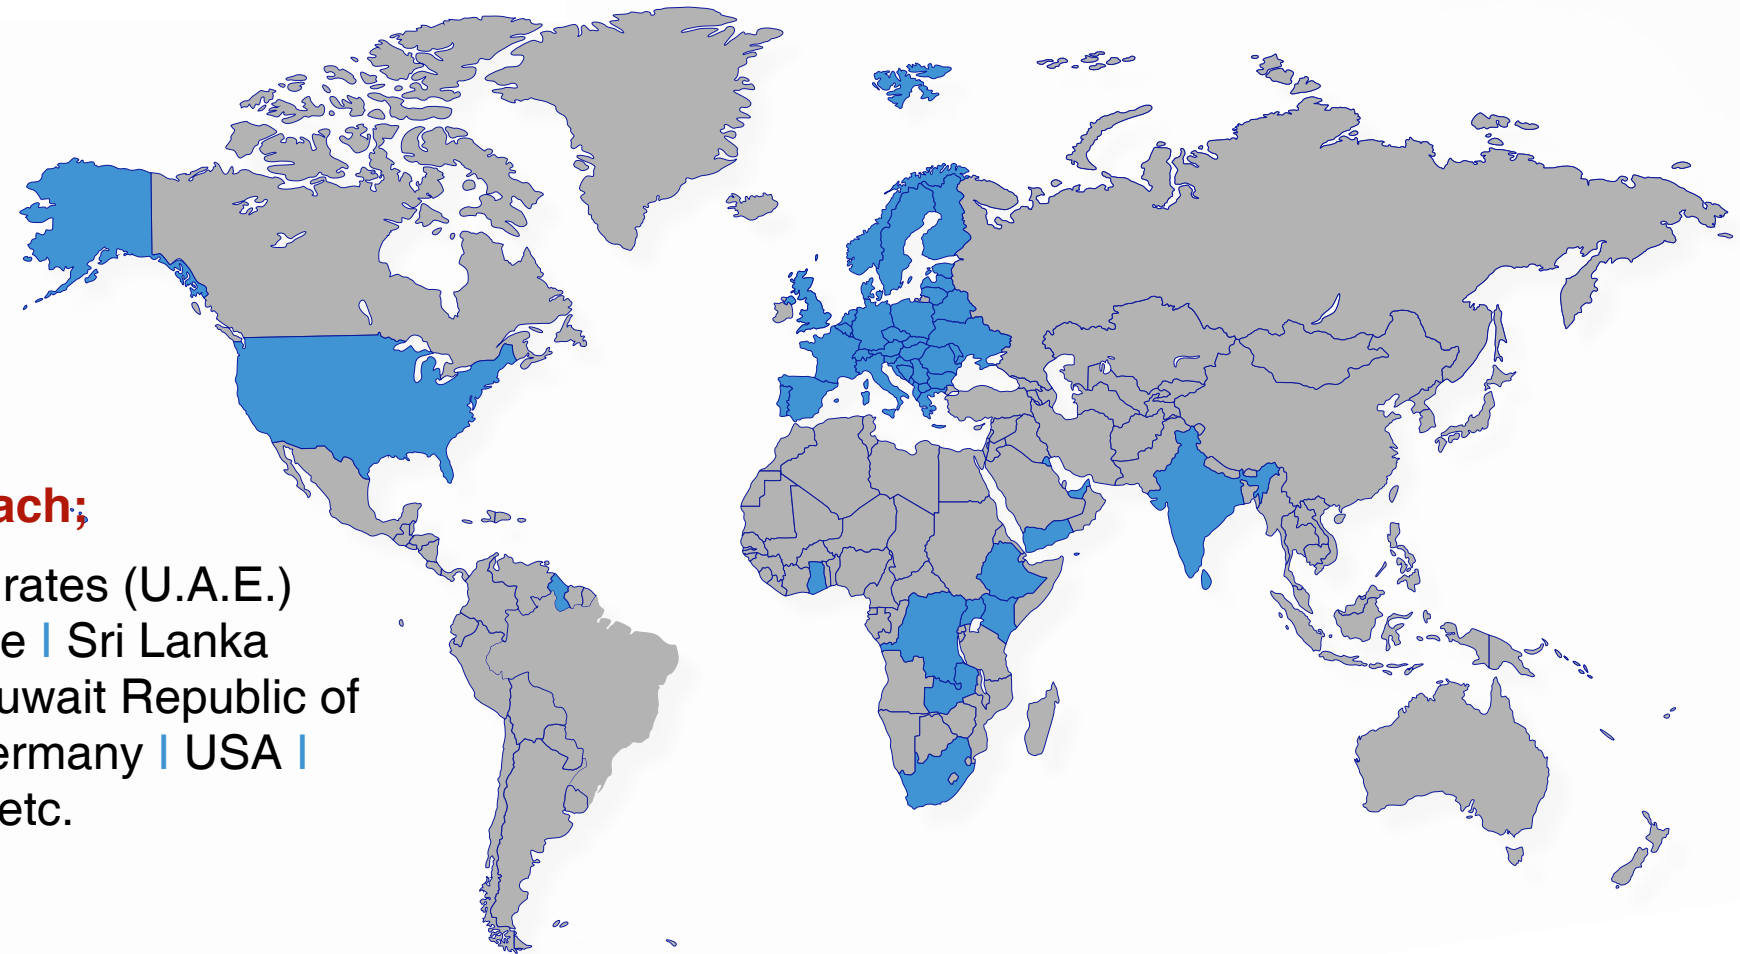 ach;
rates (U.A.E.)
e | Sri Lanka
uwait Republic of
ermany | USA |
etc.